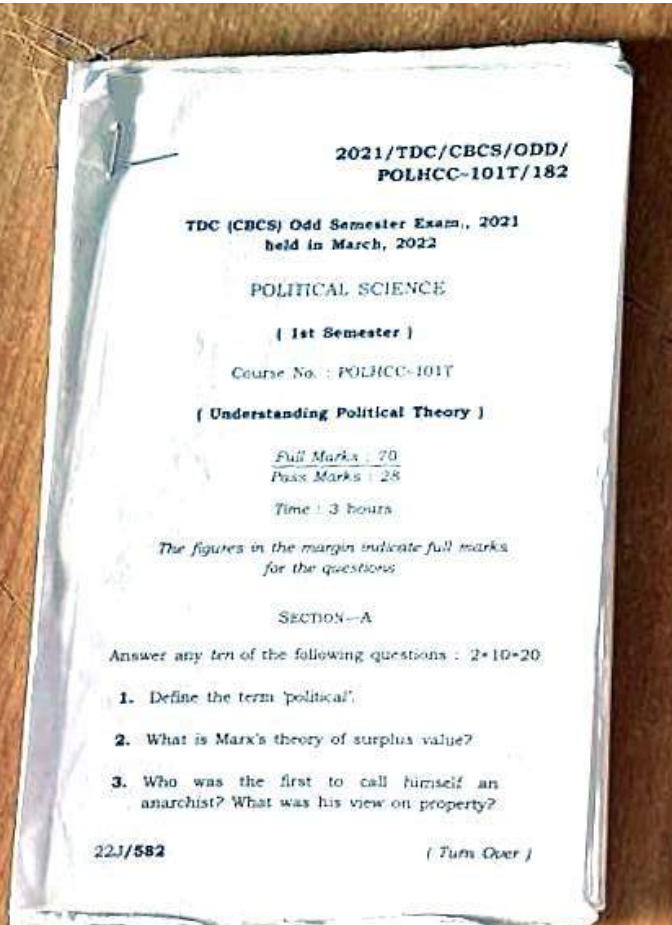 2021/TDC/CBCS/ODD/
POLHCC-101T/182
TDC (CBCS) Odd Semester Exam., 2021
held in March, 2022
POLITICAL SCIENCE
( 1st Semester )
Course No. : POLHCC-101T
( Understanding Political Theory )
Full Marks : 70
Pass Marks : 28
Time : 3 hours
The figures in the margin indicate full marks
for the questions
SECTION—A
Answer any ten of the following questions : 2×10=20
1. Define the term 'political'.
2. What is Marx's theory of surplus value?
3. Who was the first to call himself an
anarchist? What was his view on property?
22J/582 ( Turn Over )